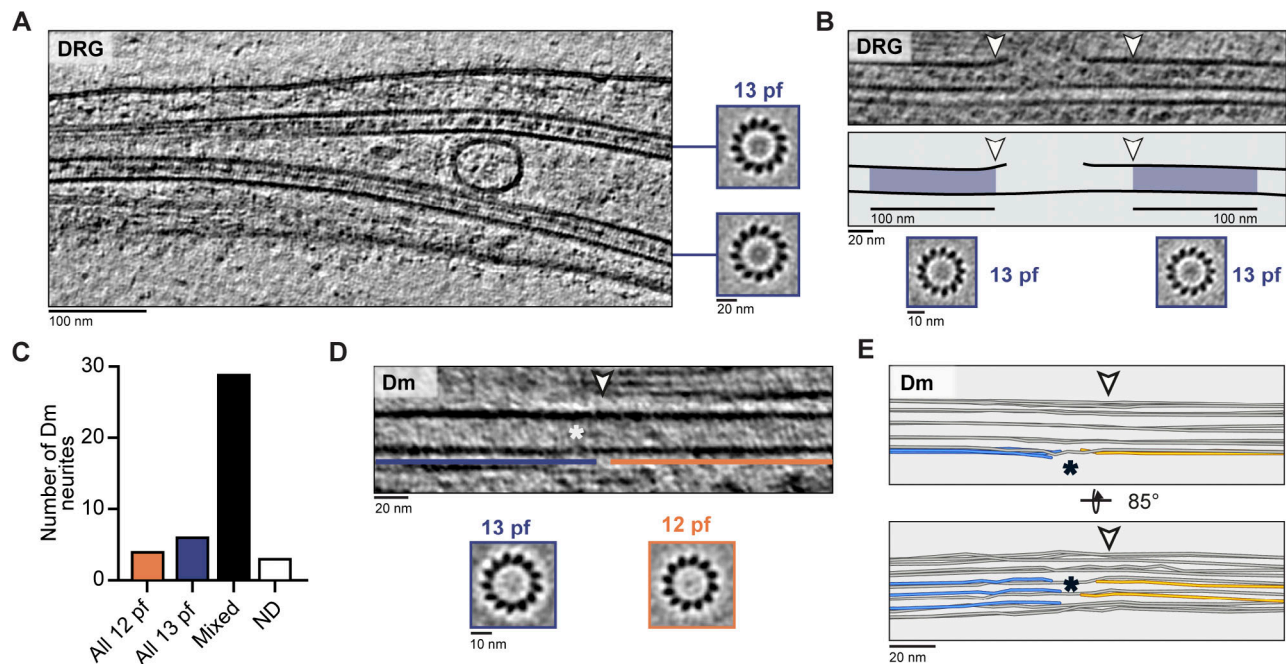 A
DRG
100 nm
13 pf
20 nm
B
DRG
100 nm
100 nm
20 nm
13 pf
13 pf
10 nm
C
Number of Dm
neurites
30
20
10
0
All 12 pf
All 13 pf
Mixed
ND
D
Dm
*
20 nm
13 pf
12 pf
10 nm
E
Dm
*
85°
*
20 nm